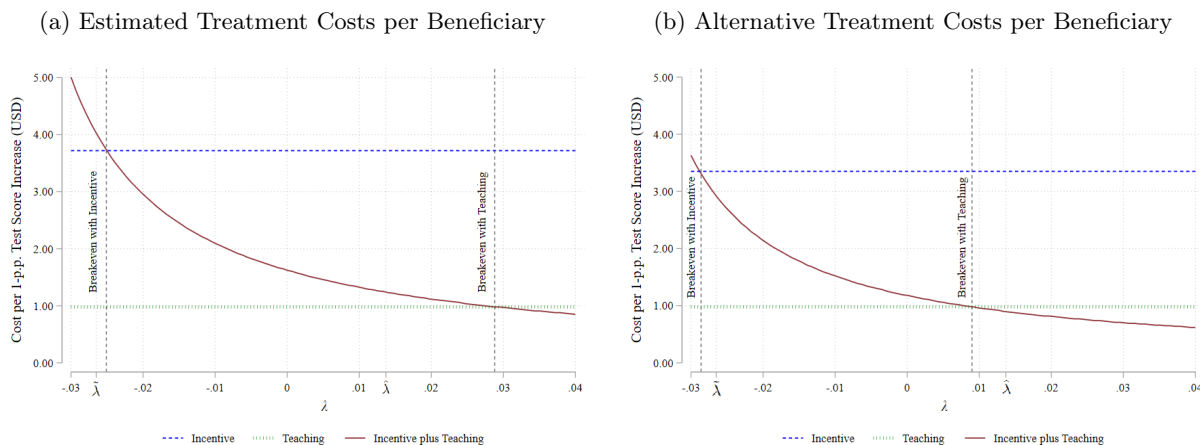 (a) Estimated Treatment Costs per Beneficiary
Cost per 1-p.p. Test Score Increase (USD)
5.00
4.00
3.00
2.00
1.00
0.00
Breakeven with Incentive
Breakeven with Teaching
-.03 λ̃ -.02 -.01 0 .01 λ̂ .02 .03 .04
λ
Incentive Teaching Incentive plus Teaching
(b) Alternative Treatment Costs per Beneficiary
Cost per 1-p.p. Test Score Increase (USD)
5.00
4.00
3.00
2.00
1.00
0.00
Breakeven with Incentive
Breakeven with Teaching
-.03 λ̃ -.02 -.01 0 .01 λ̂ .02 .03 .04
λ
Incentive Teaching Incentive plus Teaching